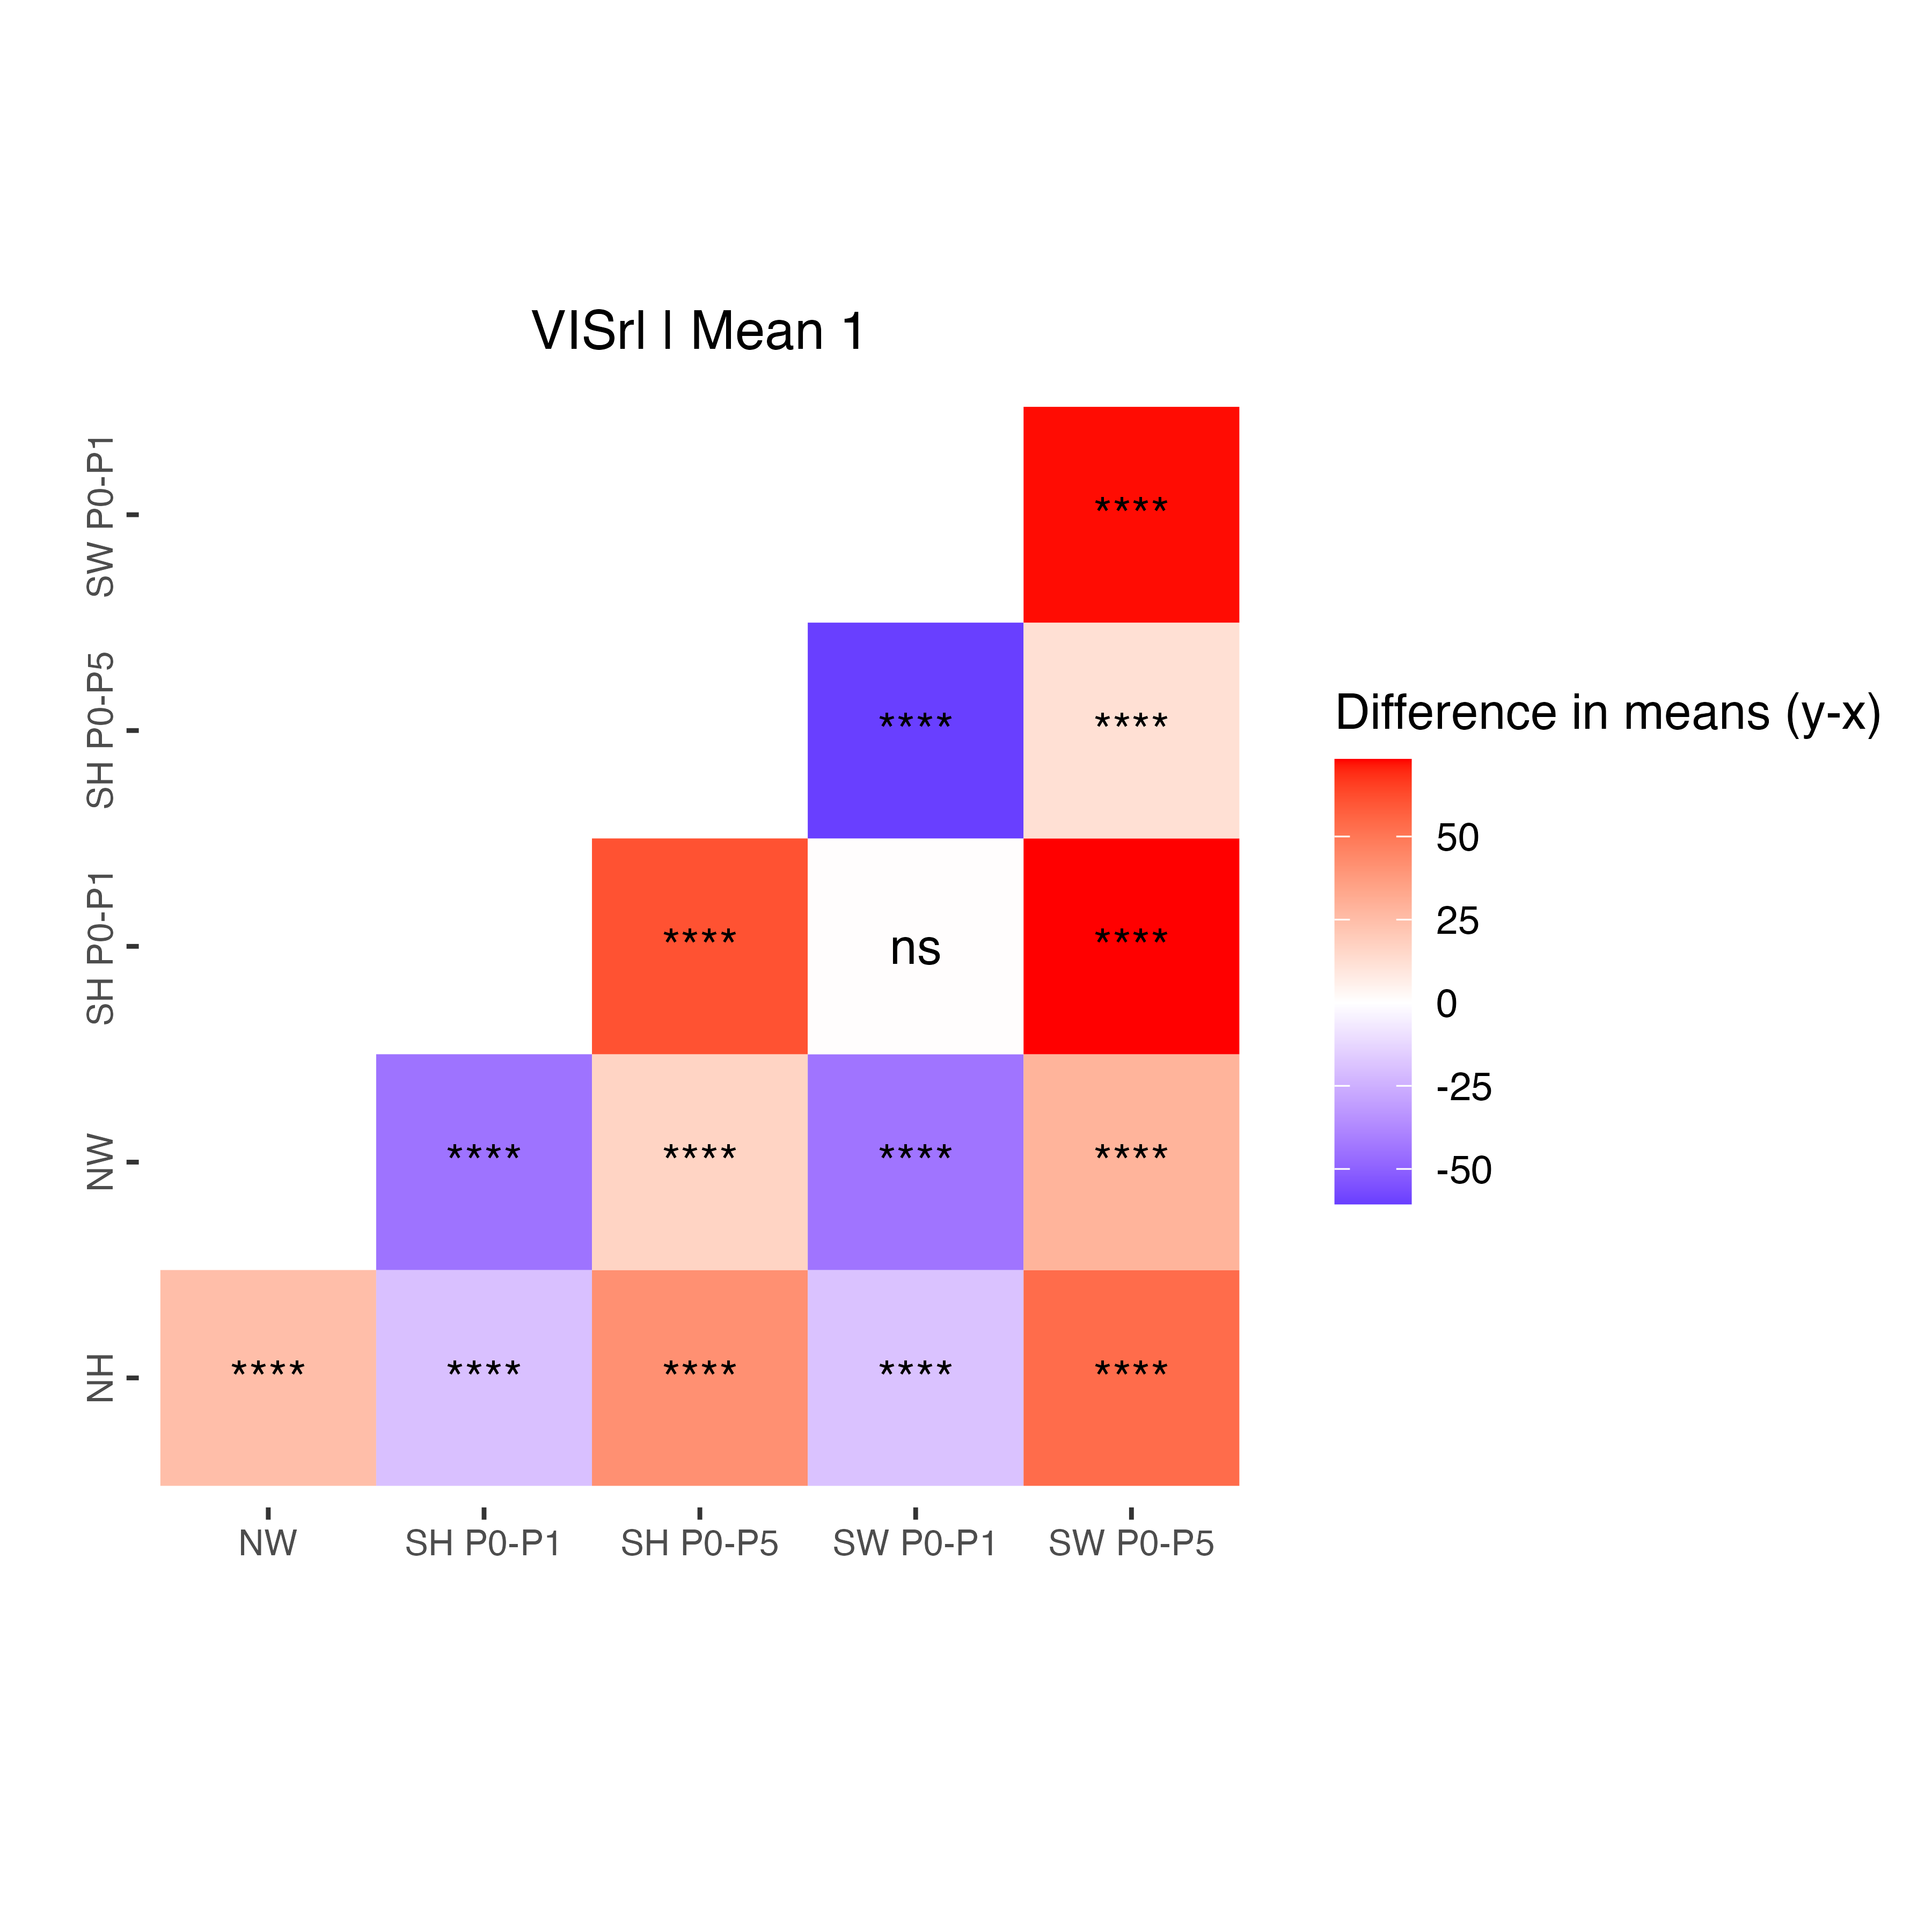 VISrl | Mean 1
SW P0-P1
****
SH P0-P5
**** ****
SH P0-P1
**** ns ****
NW
**** **** **** ****
NH
**** **** **** **** ****
NW SH P0-P1 SH P0-P5 SW P0-P1 SW P0-P5
Difference in means (y-x)
50
25
0
-25
-50